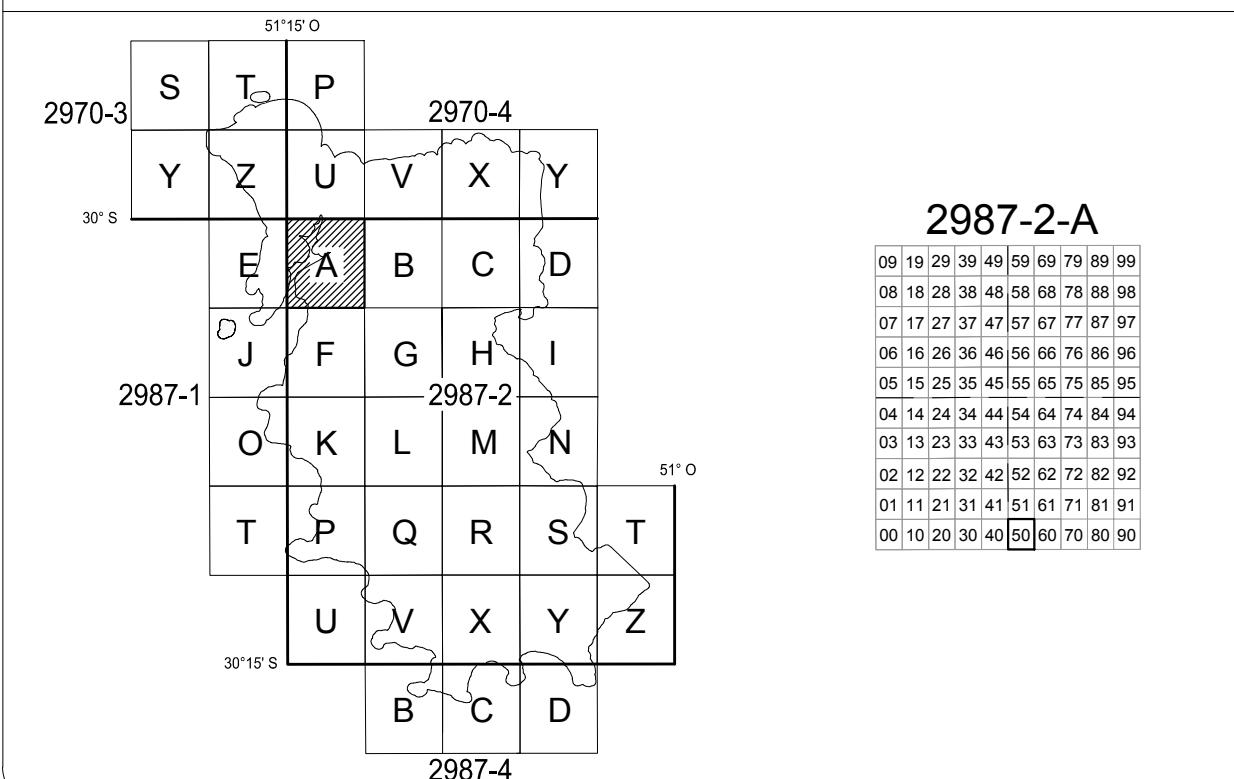 51°15' O
S T P
2970-3 2970-4
Y Z U V X Y
30° S
E A B C D
J F G H I
2987-1 2987-2
O K L M N
51° O
T P Q R S T
U V X Y Z
30°15' S
B C D
2987-4
2987-2-A
09 19 29 39 49 59 69 79 89 99
08 18 28 38 48 58 68 78 88 98
07 17 27 37 47 57 67 77 87 97
06 16 26 36 46 56 66 76 86 96
05 15 25 35 45 55 65 75 85 95
04 14 24 34 44 54 64 74 84 94
03 13 23 33 43 53 63 73 83 93
02 12 22 32 42 52 62 72 82 92
01 11 21 31 41 51 61 71 81 91
00 10 20 30 40 50 60 70 80 90